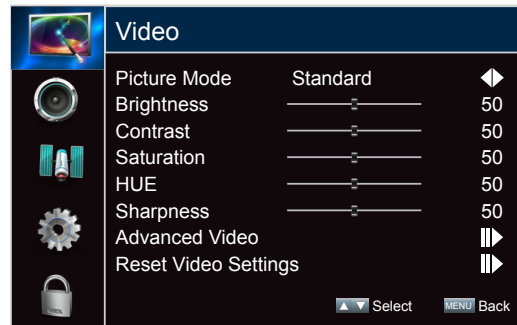 Video
Picture Mode Standard
Brightness 50
Contrast 50
Saturation 50
HUE 50
Sharpness 50
Advanced Video
Reset Video Settings
Select MENU Back